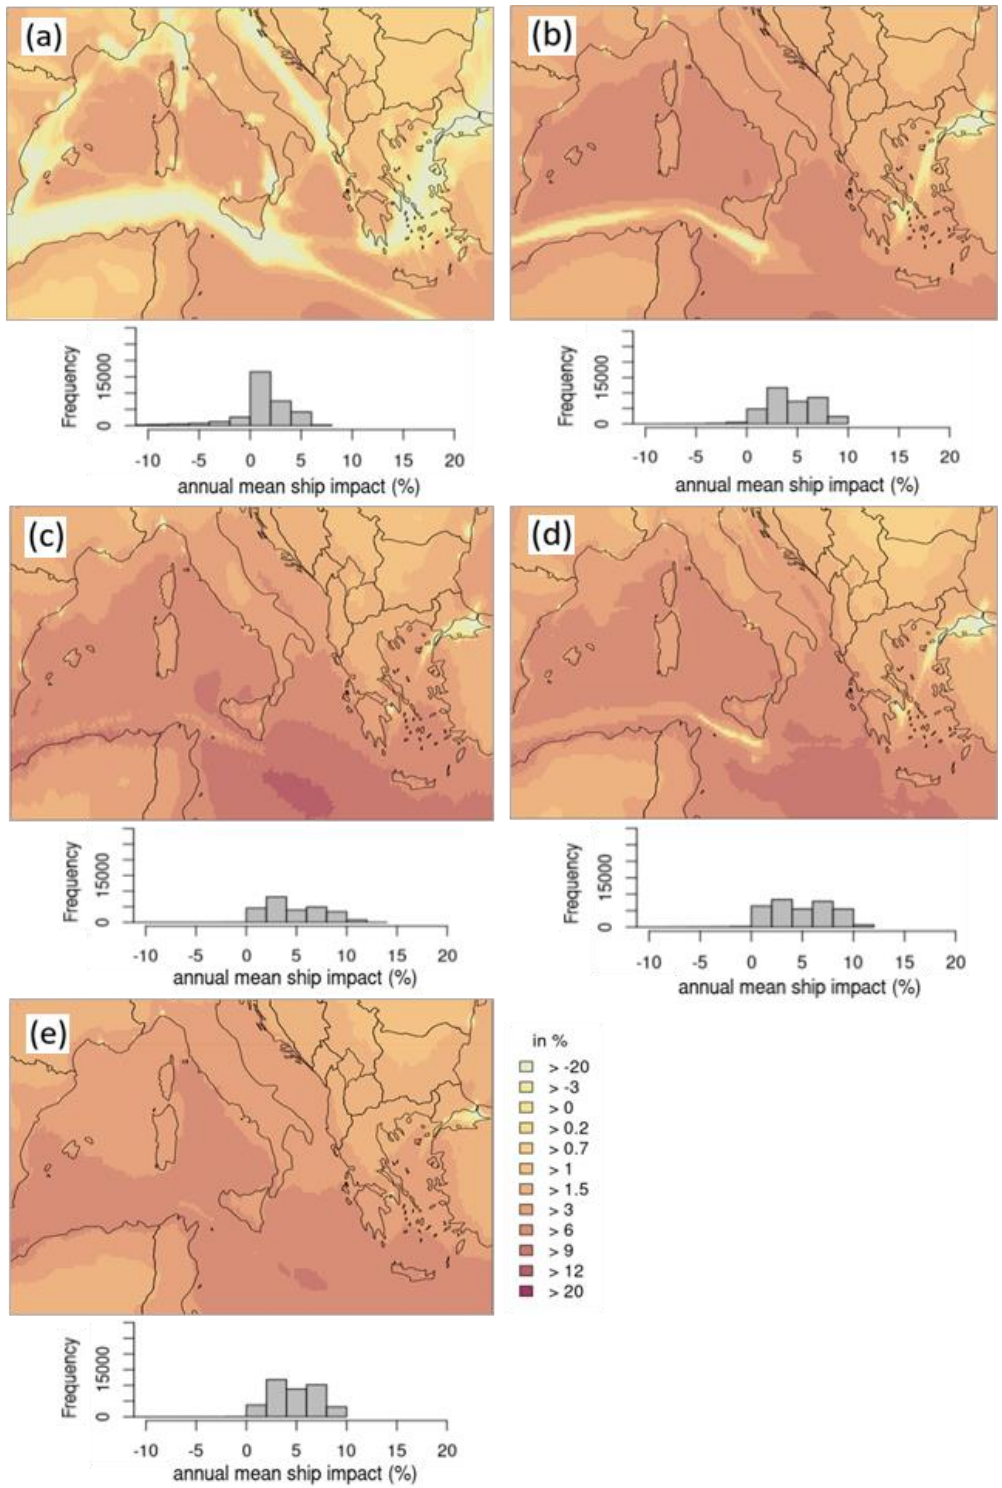 (a)
(b)
Frequency
15000
0
-10 -5 0 5 10 15 20
annual mean ship impact (%)
Frequency
15000
0
-10 -5 0 5 10 15 20
annual mean ship impact (%)
(c)
(d)
Frequency
15000
0
-10 -5 0 5 10 15 20
annual mean ship impact (%)
Frequency
15000
0
-10 -5 0 5 10 15 20
annual mean ship impact (%)
(e)
in %
> -20
> -3
> 0
> 0.2
> 0.7
> 1
> 1.5
> 3
> 6
> 9
> 12
> 20
Frequency
15000
0
-10 -5 0 5 10 15 20
annual mean ship impact (%)